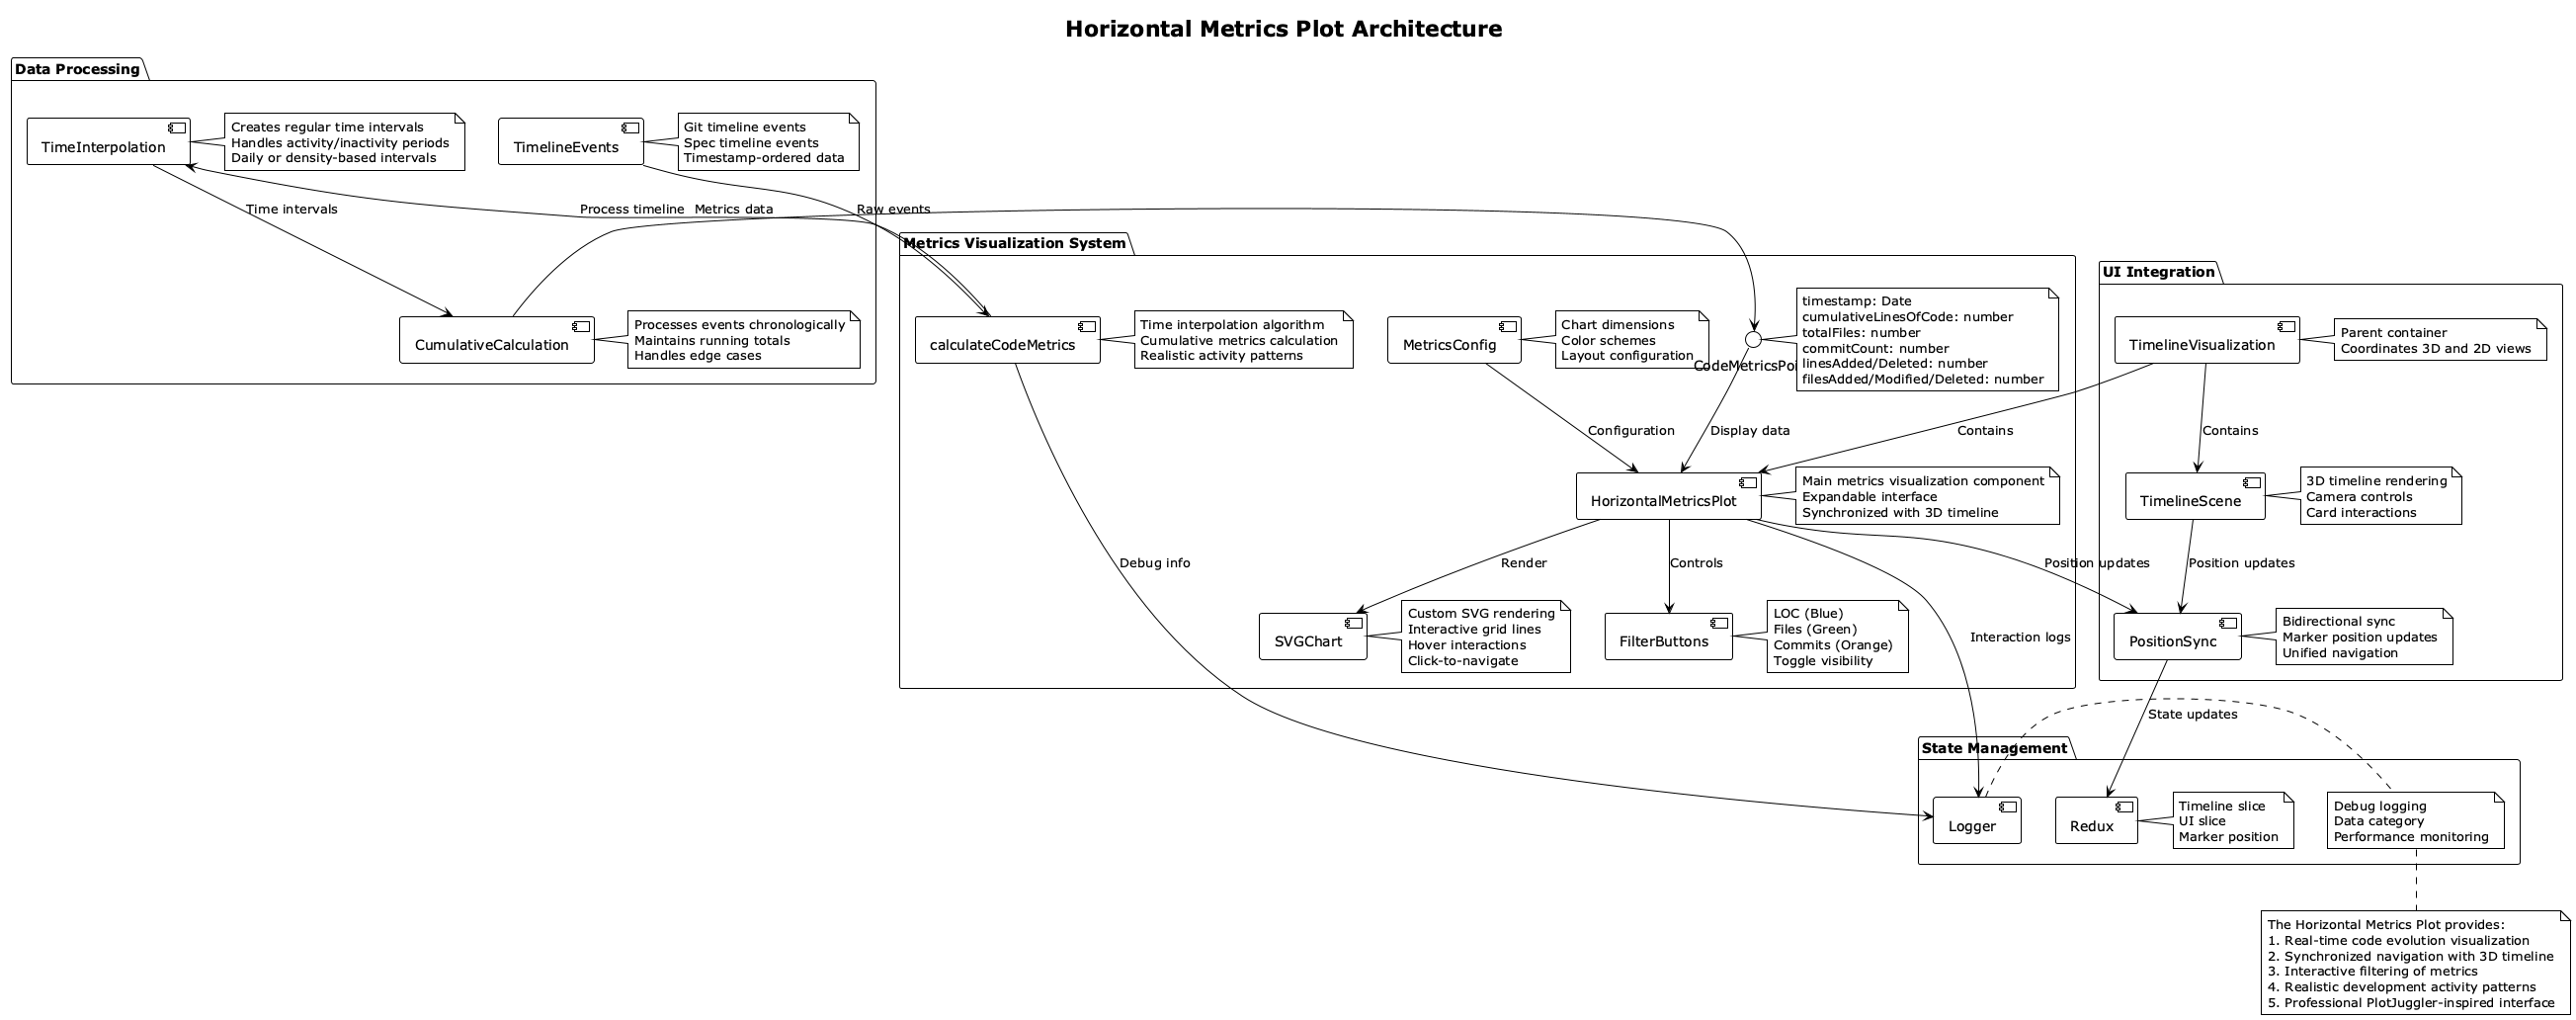 Horizontal Metrics Plot Architecture
Data Processing
TimeInterpolation
Creates regular time intervals
Handles activity/inactivity periods
Daily or density-based intervals
TimelineEvents
Git timeline events
Spec timeline events
Timestamp-ordered data
Time intervals
Process timeline
Metrics data
Raw events
CumulativeCalculation
Processes events chronologically
Maintains running totals
Handles edge cases
Metrics Visualization System
calculateCodeMetrics
Time interpolation algorithm
Cumulative metrics calculation
Realistic activity patterns
MetricsConfig
Chart dimensions
Color schemes
Layout configuration
CodeMetricsPoi
timestamp: Date
cumulativeLinesOfCode: number
totalFiles: number
commitCount: number
linesAdded/Deleted: number
filesAdded/Modified/Deleted: number
Configuration
Display data
Contains
HorizontalMetricsPlot
Main metrics visualization component
Expandable interface
Synchronized with 3D timeline
Debug info
Render
Controls
Position updates
SVGChart
Custom SVG rendering
Interactive grid lines
Hover interactions
Click-to-navigate
FilterButtons
LOC (Blue)
Files (Green)
Commits (Orange)
Toggle visibility
Interaction logs
UI Integration
TimelineVisualization
Parent container
Coordinates 3D and 2D views
Contains
TimelineScene
3D timeline rendering
Camera controls
Card interactions
Position updates
PositionSync
Bidirectional sync
Marker position updates
Unified navigation
State updates
State Management
Logger
Redux
Timeline slice
UI slice
Marker position
Debug logging
Data category
Performance monitoring
The Horizontal Metrics Plot provides:
1. Real-time code evolution visualization
2. Synchronized navigation with 3D timeline
3. Interactive filtering of metrics
4. Realistic development activity patterns
5. Professional PlotJuggler-inspired interface